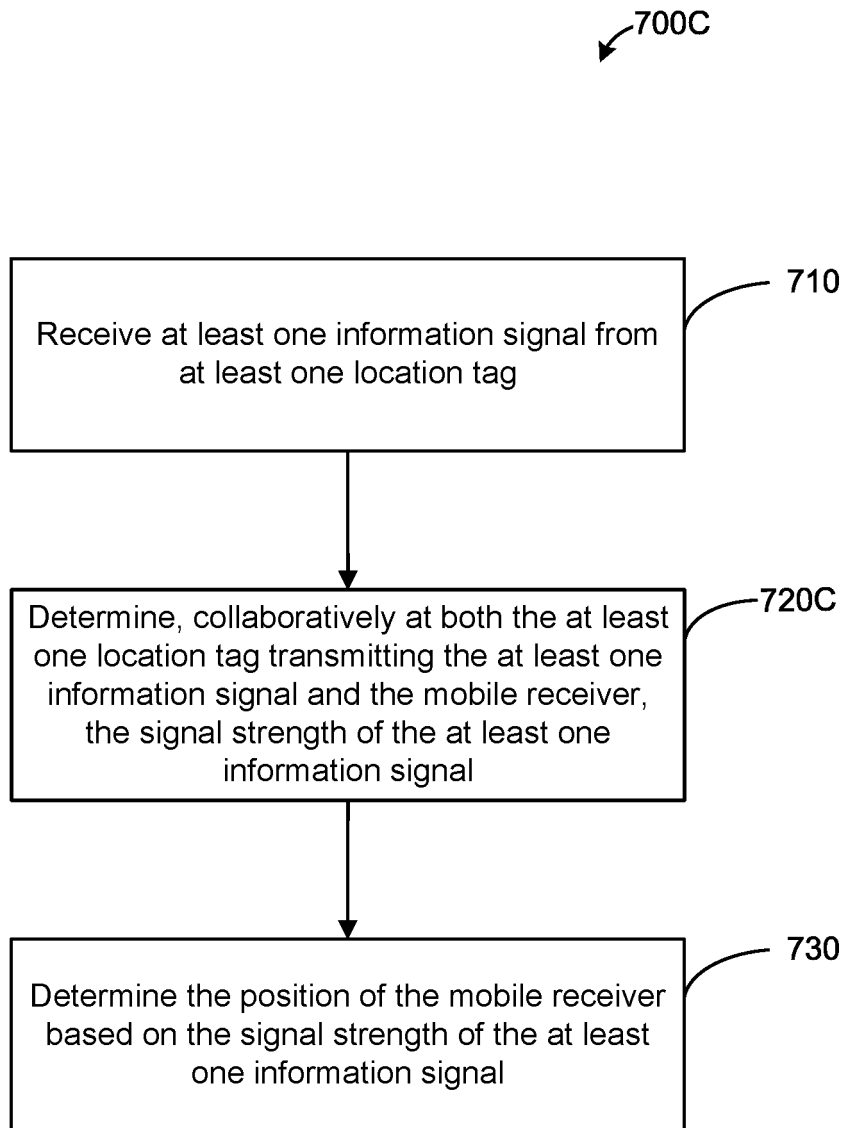 700C
710
Receive at least one information signal from
at least one location tag
720C
Determine, collaboratively at both the at least
one location tag transmitting the at least one
information signal and the mobile receiver,
the signal strength of the at least one
information signal
730
Determine the position of the mobile receiver
based on the signal strength of the at least
one information signal